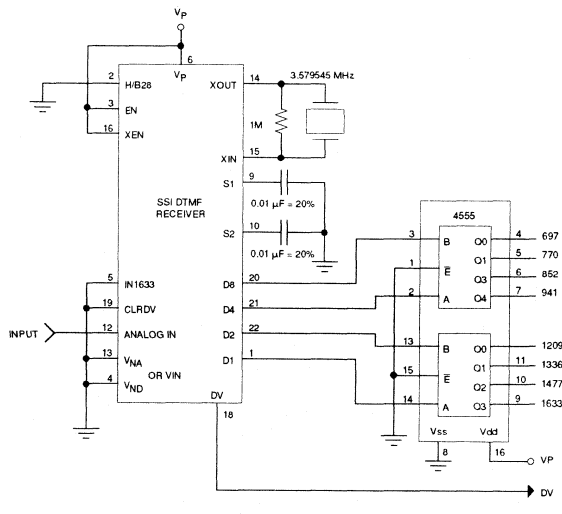 VP
6
VP
2
H/B28
3
EN
16
XEN
XOUT
14
3.579545 MHz
1M
15
XIN
S1
9
0.01 µF = 20%
S2
10
0.01 µF = 20%
SSI DTMF
RECEIVER
5
IN1633
19
CLRDV
INPUT
12
ANALOG IN
13
VNA
OR VIN
4
VND
D8
20
D4
21
D2
22
D1
1
DV
18
4555
3
B
Q0
4
697
1
E
Q1
5
770
Q3
6
852
2
A
Q4
7
941
13
B
Q0
1209
Q1
11
1336
15
E
Q2
10
1477
14
A
Q3
9
1633
Vss
Vdd
8
16
VP
DV